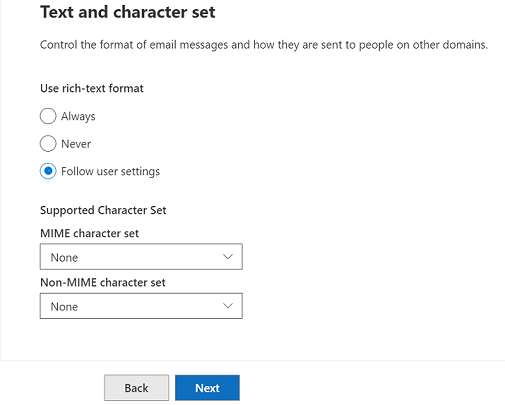 Text and character set
Control the format of email messages and how they are sent to people on other domains.
Use rich-text format
Always
Never
Follow user settings
Supported Character Set
MIME character set
None
Non-MIME character set
None
Back
Next